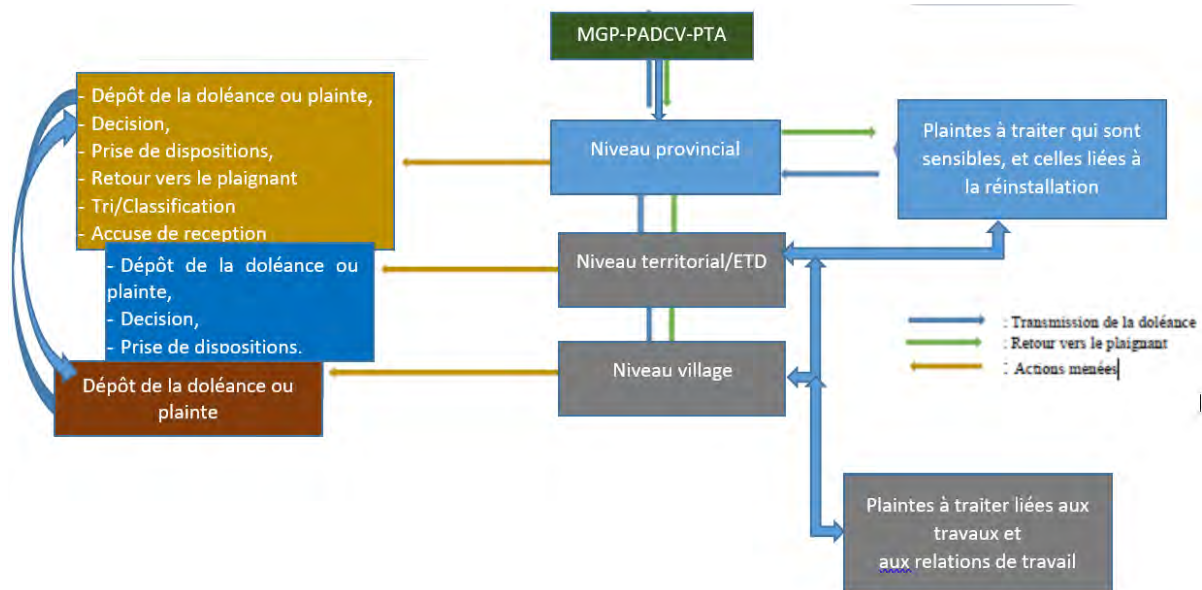 MGP-PADCV-PTA
- Dépôt de la doléance ou plainte,
- Decision,
- Prise de dispositions,
- Retour vers le plaignant
- Tri/Classification
- Accuse de reception
Niveau provincial
Plaintes à traiter qui sont
sensibles, et celles liées à
la réinstallation
- Dépôt de la doléance ou
plainte,
- Decision,
- Prise de dispositions.
Niveau territorial/ETD
: Transmission de la doléance
: Retour vers le plaignant
: Actions menées
Dépôt de la doléance ou
plainte
Niveau village
Plaintes à traiter liées aux
travaux et
aux relations de travail